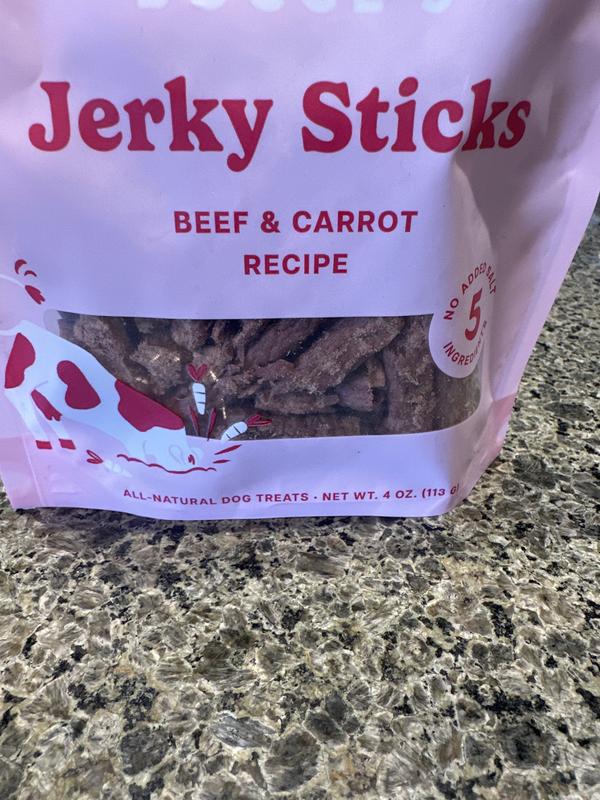 Jerky Sticks
BEEF & CARROT
RECIPE
NO ADDED SALT
5
INGREDIENTS
ALL-NATURAL DOG TREATS · NET WT. 4 OZ. (113 G)